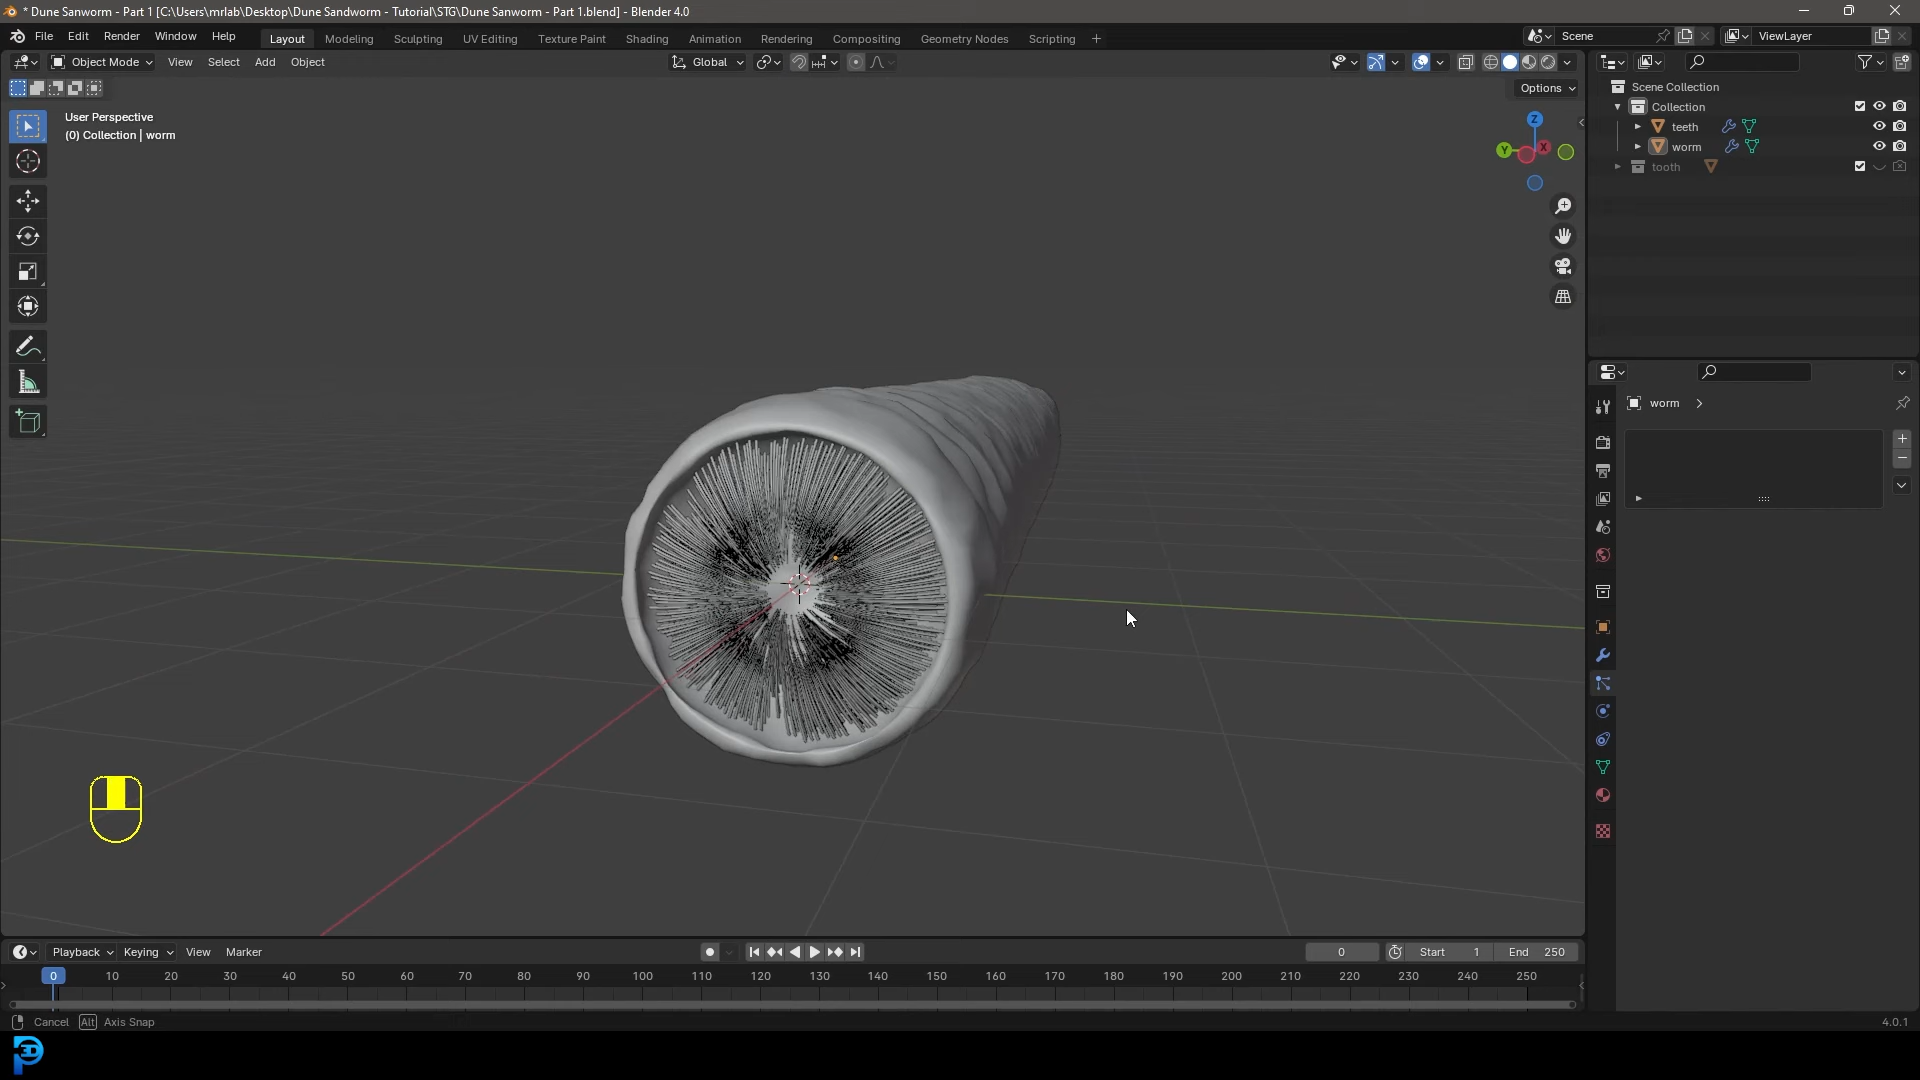 * Dune Sanworm - Part 1 [C:\Users\mrlab\Desktop\Dune Sandworm - Tutorial\STG\Dune Sanworm - Part 1.blend] - Blender 4.0
File Edit Render Window Help Layout Modeling Sculpting UV Editing Texture Paint Shading Animation Rendering Compositing Geometry Nodes Scripting + Scene ViewLayer
Object Mode View Select Add Object Global
Options
User Perspective
(0) Collection | worm
Z
Y
X
Scene Collection
Collection
teeth
worm
tooth
worm
Playback Keying View Marker 0 Start 1 End 250
0 10 20 30 40 50 60 70 80 90 100 110 120 130 140 150 160 170 180 190 200 210 220 230 240 250
Cancel Alt Axis Snap 4.0.1
P3D